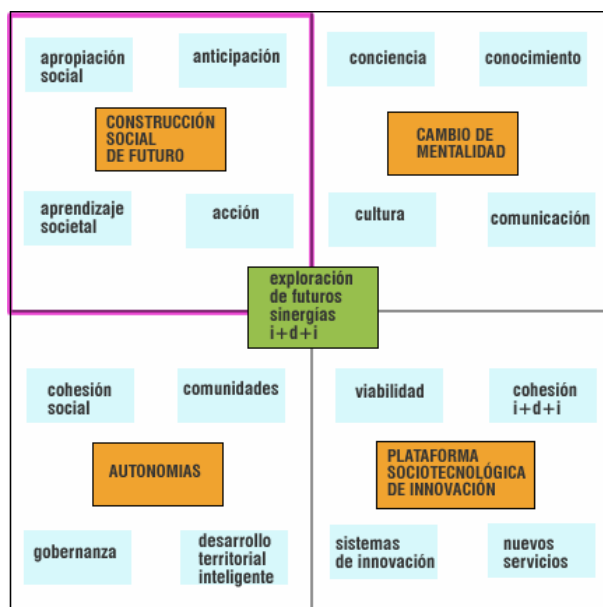 apropiación
social
anticipación
CONSTRUCCIÓN
SOCIAL
DE FUTURO
aprendizaje
societal
acción
conciencia
conocimiento
CAMBIO DE
MENTALIDAD
cultura
comunicación
exploración
de futuros
sinergías
i+d+i
cohesión
social
comunidades
AUTONOMIAS
gobernanza
desarrollo
territorial
inteligente
viabilidad
cohesión
i+d+i
PLATAFORMA
SOCIOTECNOLÓGICA
DE INNOVACIÓN
sistemas
de innovación
nuevos
servicios